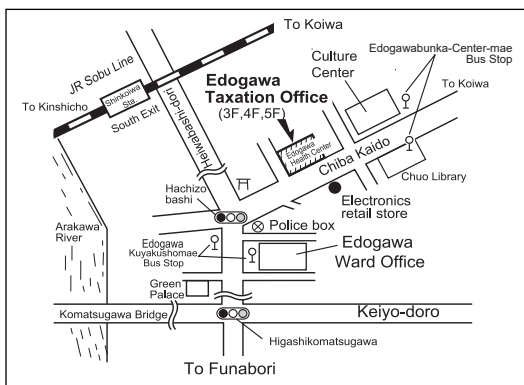 To Koiwa
JR Sobu Line
Edogawabunka-Center-mae
Bus Stop
Culture
Center
To Koiwa
Edogawa
Taxation Office
(3F,4F,5F)
Shinkoiwa
Sta.
To Kinshicho
South Exit
Heiwabashi-dori
Edogawa
Health Center
Chiba Kaido
Chuo Library
Hachizo
bashi
Electronics
retail store
Police box
Arakawa
River
Edogawa
Kuyakushomae
Bus Stop
Edogawa
Ward Office
Green
Palace
Komatsugawa Bridge
Keiyo-doro
Higashikomatsugawa
To Funabori